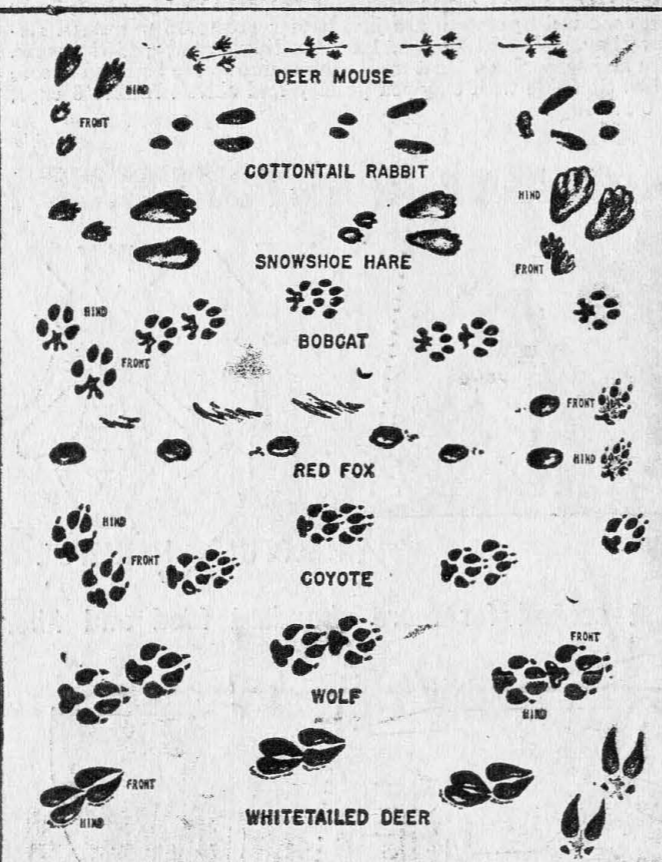 HIND
DEER MOUSE
FRONT
COTTONTAIL RABBIT
HIND
SNOWSHOE HARE
FRONT
HIND
BOBCAT
FRONT
FRONT
HIND
RED FOX
HIND
FRONT
COYOTE
FRONT
WOLF
HIND
FRONT
HIND
WHITETAILED DEER